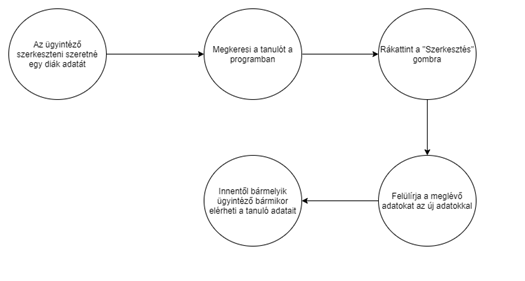 Az ügyintéző
szerkeszteni szeretné
egy diák adatát
Megkeresi a tanulót a
programban
Rákattint a "Szerkesztés"
gombra
Felülírja a meglévő
adatokat az új adatokkal
Innentől bármelyik
ügyintéző bármikor
elérheti a tanuló adatait